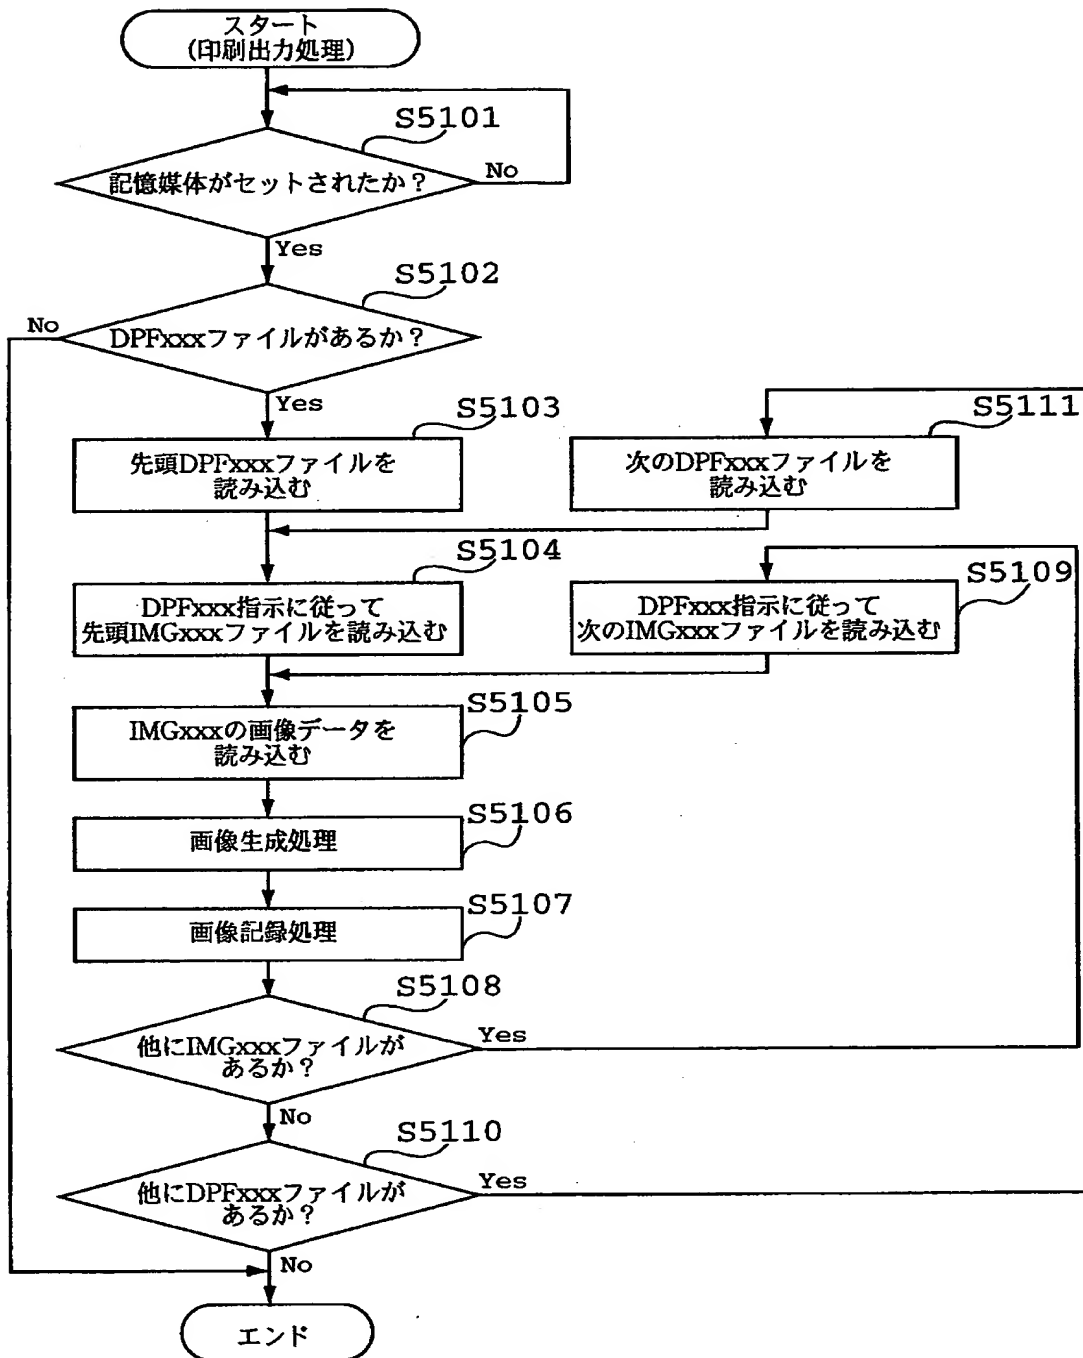 スタート
(印刷出力処理)
S5101
記憶媒体がセットされたか？
No
Yes
S5102
No
DPFxxxファイルがあるか？
Yes
S5103
先頭DPFxxxファイルを
読み込む
S5111
次のDPFxxxファイルを
読み込む
S5104
DPFxxx指示に従って
先頭IMGxxxファイルを読み込む
S5109
DPFxxx指示に従って
次のIMGxxxファイルを読み込む
S5105
IMGxxxの画像データを
読み込む
S5106
画像生成処理
S5107
画像記録処理
S5108
他にIMGxxxファイルが
あるか？
Yes
No
S5110
他にDPFxxxファイルが
あるか？
Yes
No
エンド